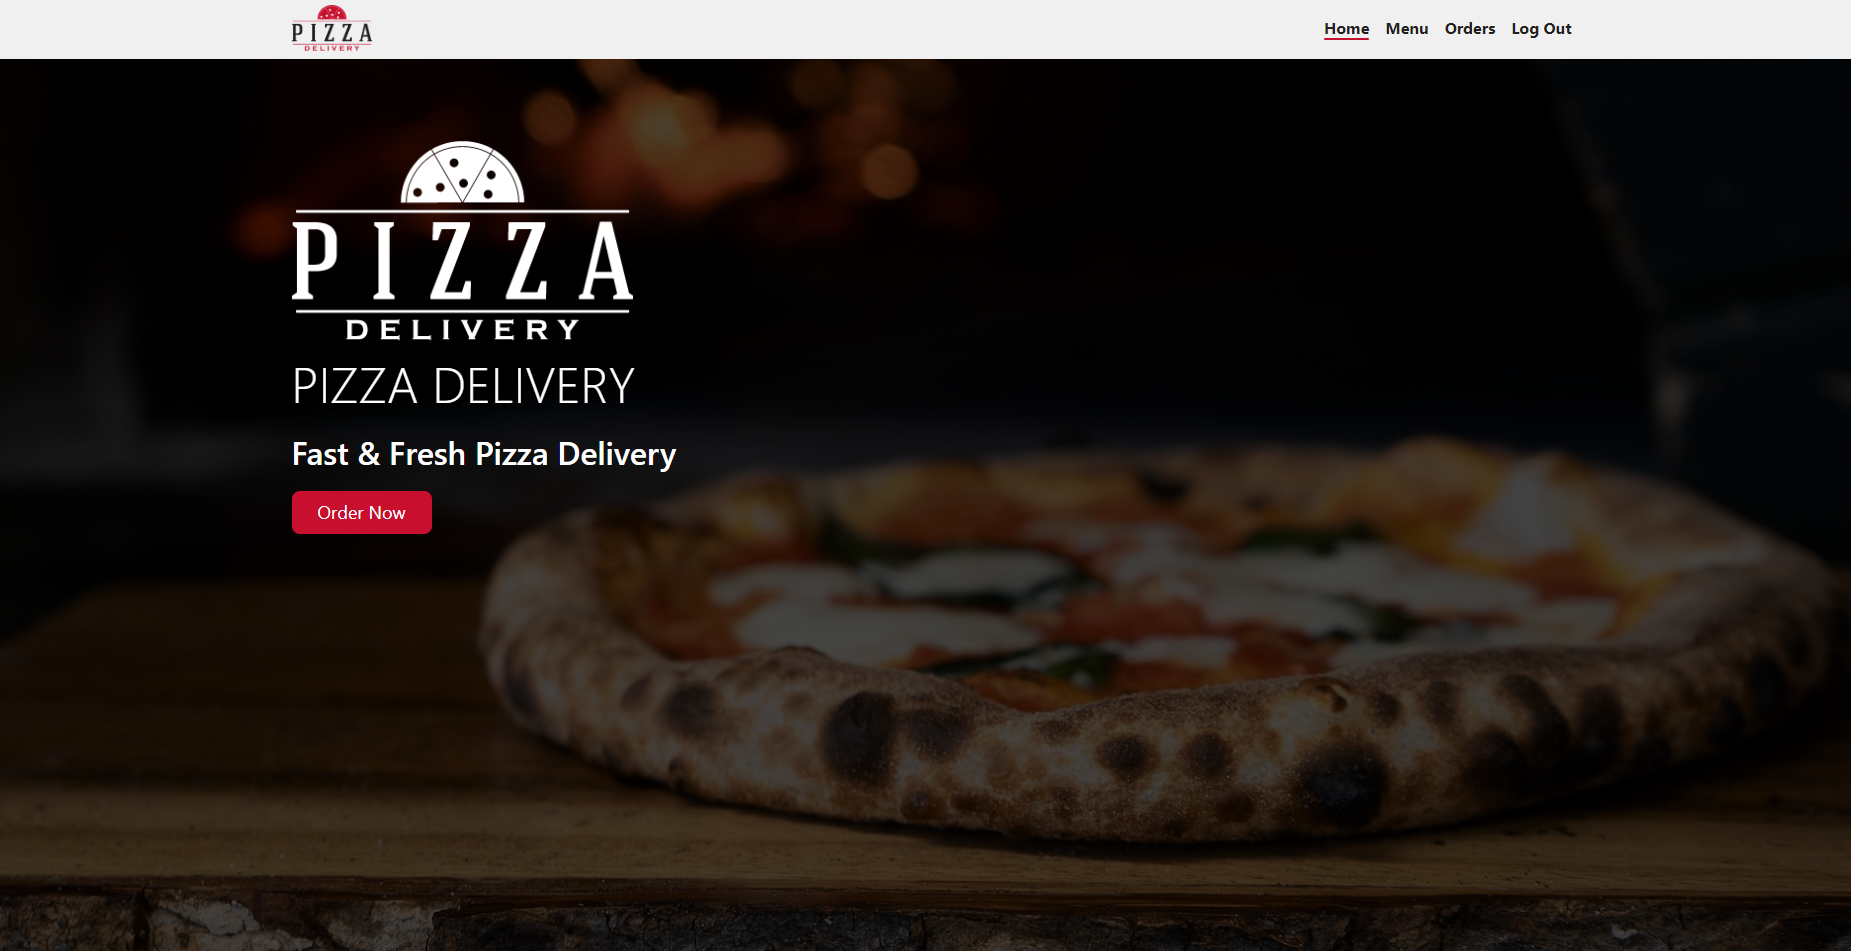 PIZZA
DELIVERY
Home Menu Orders Log Out
PIZZA
DELIVERY
PIZZA DELIVERY
Fast & Fresh Pizza Delivery
Order Now